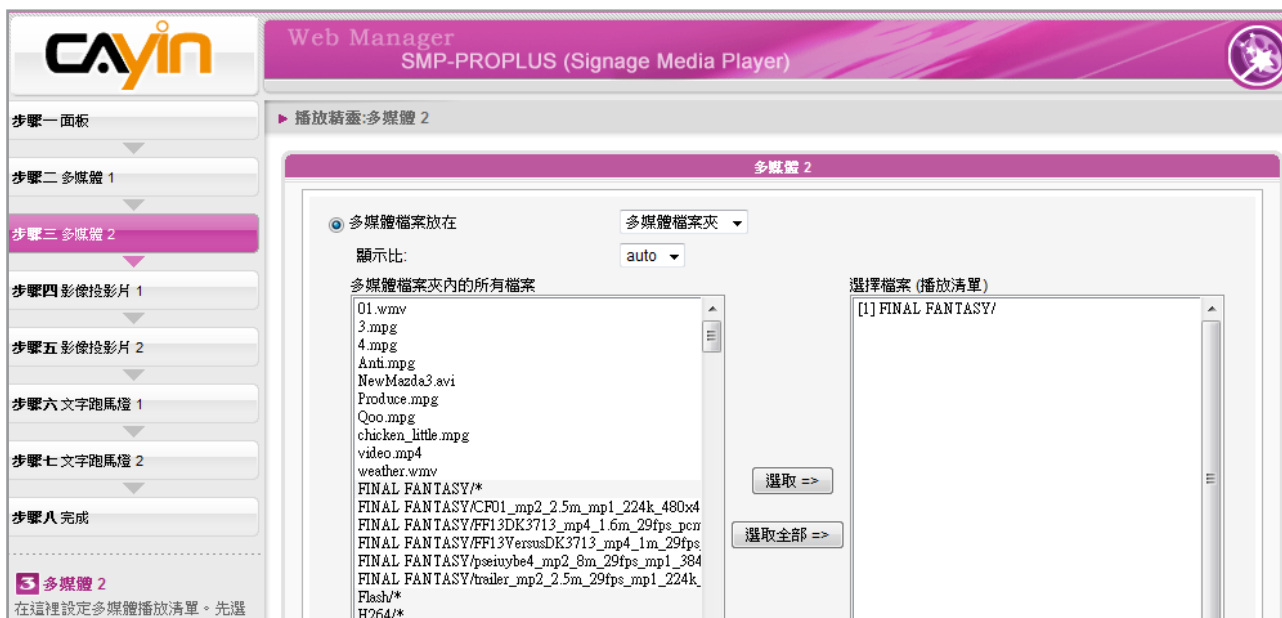 CAYIN
Web Manager
SMP-PROPLUS (Signage Media Player)
步驟一 面板
步驟二 多媒體 1
步驟三 多媒體 2
步驟四 影像投影片 1
步驟五 影像投影片 2
步驟六 文字跑馬燈 1
步驟七 文字跑馬燈 2
步驟八 完成
3 多媒體 2
在這裡設定多媒體播放清單。先選
播放精靈:多媒體 2
多媒體 2
多媒體檔案放在
多媒體檔案夾
顯示比:
auto
多媒體檔案夾內的所有檔案
01.wmv
3.mpg
4.mpg
Anti.mpg
NewMazda3.avi
Produce.mpg
Qoo.mpg
chicken_little.mpg
video.mp4
weather.wmv
FINAL FANTASY/*
FINAL FANTASY/CF01_mp2_2.5m_mp1_224k_480x4
FINAL FANTASY/FF13DK3713_mp4_1.6m_29fps_pcm
FINAL FANTASY/FF13VersusDK3713_mp4_1m_29fps_
FINAL FANTASY/pseiuybe4_mp2_8m_29fps_mp1_384
FINAL FANTASY/trailer_mp2_2.5m_29fps_mp1_224k_
Flash/*
H264/*
選取 =>
選取全部 =>
選擇檔案 (播放清單)
[1] FINAL FANTASY/